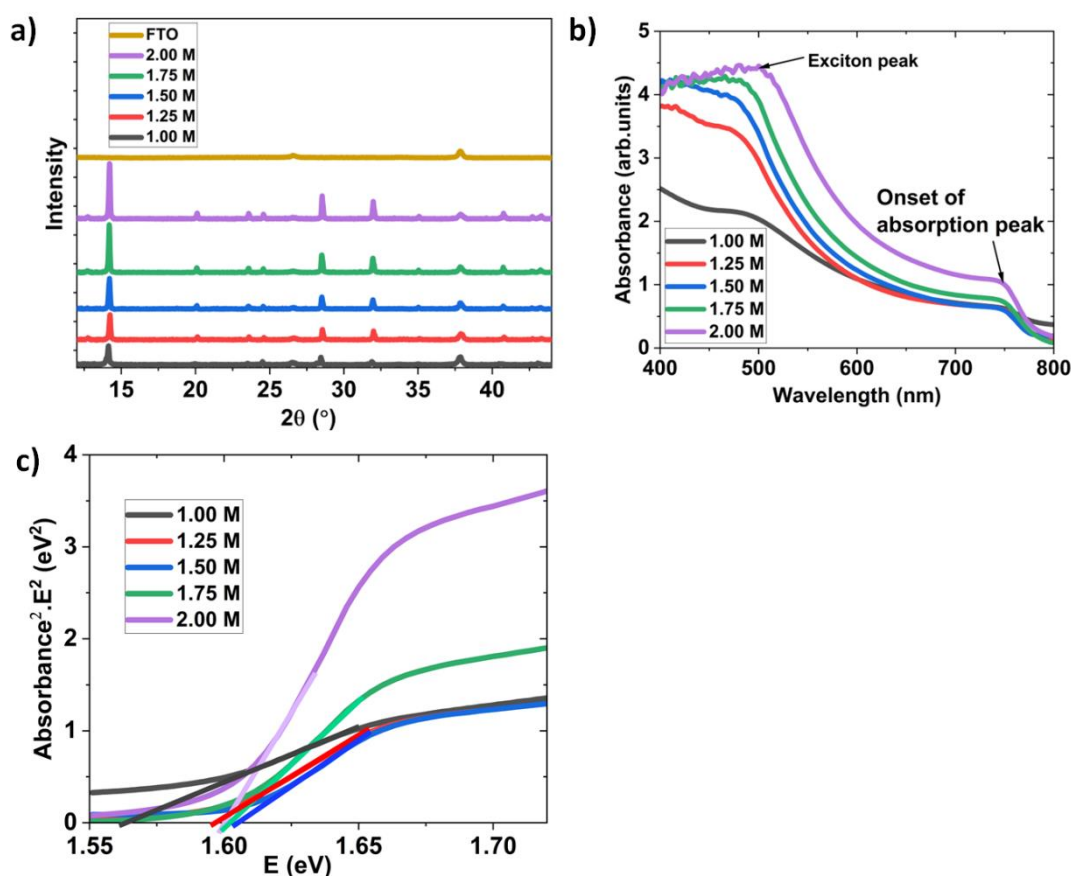 a)
FTO
2.00 M
1.75 M
1.50 M
1.25 M
1.00 M
Intensity
15 20 25 30 35 40
2θ (°)
b)
5
4
3
2
1
0
Exciton peak
Onset of
absorption peak
1.00 M
1.25 M
1.50 M
1.75 M
2.00 M
Absorbance (arb.units)
400 500 600 700 800
Wavelength (nm)
c)
4
3
2
1
0
1.00 M
1.25 M
1.50 M
1.75 M
2.00 M
Absorbance².E² (eV²)
1.55 1.60 1.65 1.70
E (eV)